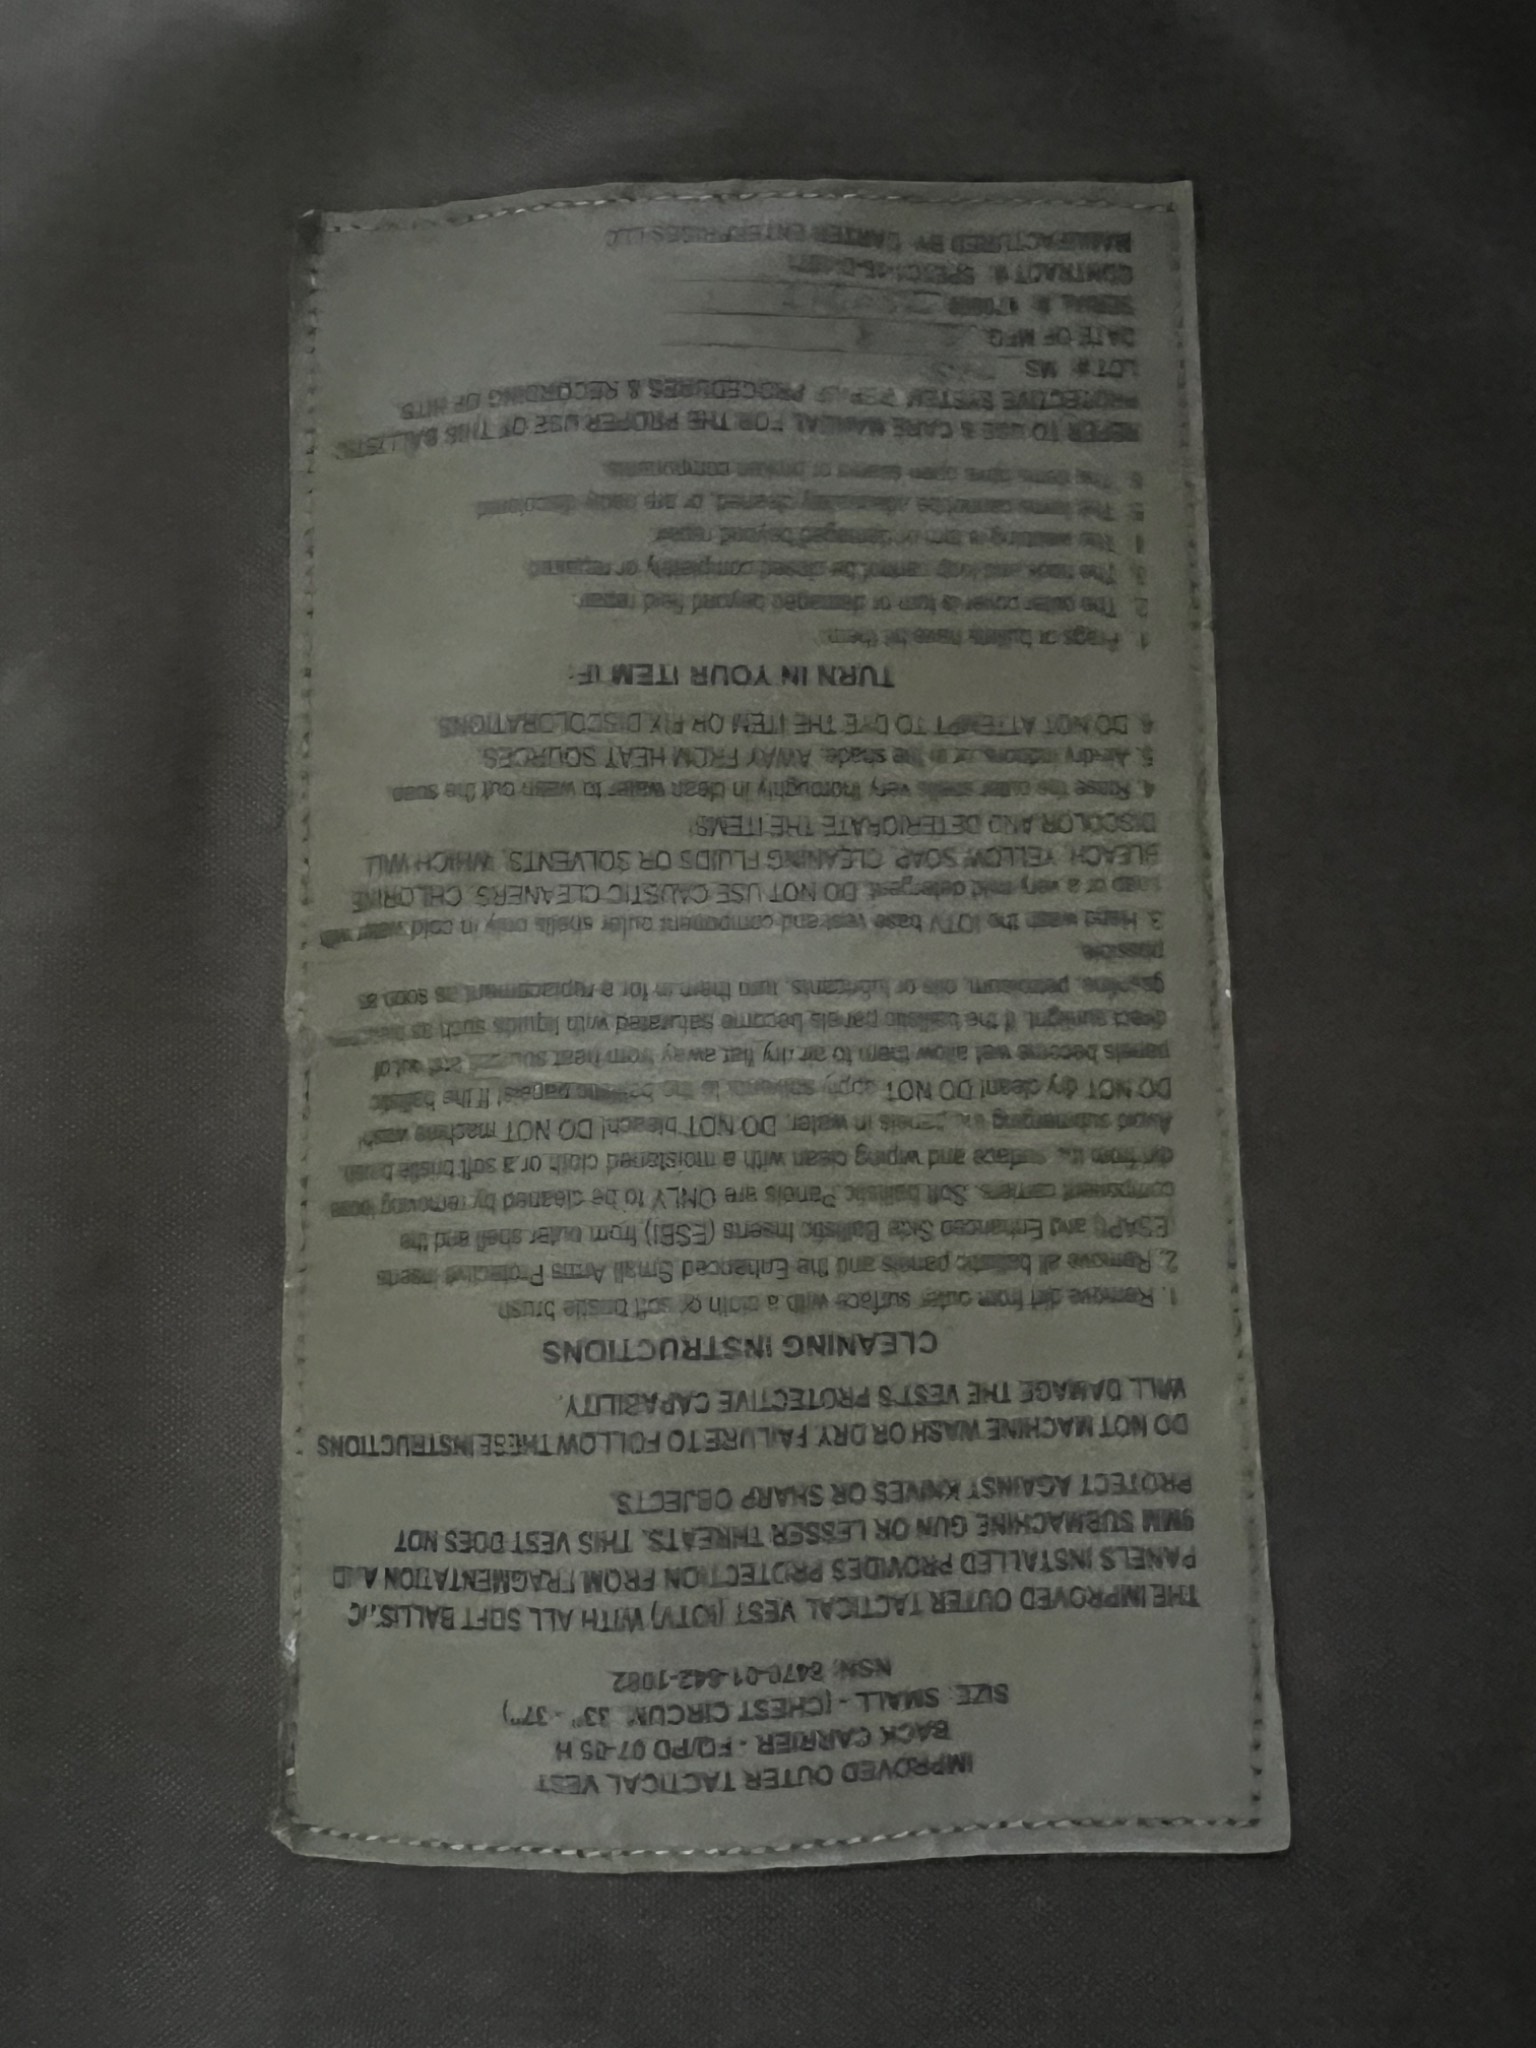 IMPROVED OUTER TACTICAL VEST
BACK CARRIER - FQ/PD 07-05 H
SIZE: SMALL - (CHEST CIRCUM: 33" - 37")
NSN: 8470-01-642-1082
THE IMPROVED OUTER TACTICAL VEST (IOTV) WITH ALL SOFT BALLISTIC
PANELS INSTALLED PROVIDES PROTECTION FROM FRAGMENTATION AND
9MM SUBMACHINE GUN OR LESSER THREATS. THIS VEST DOES NOT
PROTECT AGAINST KNIVES OR SHARP OBJECTS.
DO NOT MACHINE WASH OR DRY. FAILURE TO FOLLOW THESE INSTRUCTIONS
WILL DAMAGE THE VEST'S PROTECTIVE CAPABILITY.
CLEANING INSTRUCTIONS
1. Remove dirt from outer surface with a cloth or soft bristle brush.
2. Remove all ballistic panels and the Enhanced Small Arms Protective Inserts
(ESAPI) and Enhanced Side Ballistic Inserts (ESBI) from outer shell and the
component carriers. Soft ballistic Panels are ONLY to be cleaned by removing loose
dirt from the surface and wiping clean with a moistened cloth or a soft bristle brush.
Avoid submerging the panels in water. DO NOT bleach! DO NOT machine wash!
DO NOT dry clean! DO NOT apply solvents to the ballistic panels! If the ballistic
panels become wet allow them to air dry flat away from heat sources and out of
direct sunlight. If the ballistic panels become saturated with liquids such as
gasoline, petroleum, oils or lubricants, turn them in for a replacement as soon as
possible.
3. Hand wash the IOTV base vest and component outer shells only in cold water with
soap or a very mild detergent. DO NOT USE CAUSTIC CLEANERS, CHLORINE
BLEACH, YELLOW SOAP, CLEANING FLUIDS OR SOLVENTS, WHICH WILL
DISCOLOR AND DETERIORATE THE ITEMS!
4. Rinse the outer shells very thoroughly in clean water to wash out the soap.
5. Air-dry indoors or in the shade, AWAY FROM HEAT SOURCES.
6. DO NOT ATTEMPT TO DYE THE ITEM OR FIX DISCOLORATIONS.
TURN IN YOUR ITEM IF:
1. Frags or bullets have hit them.
2. The outer cover is torn or damaged beyond field repair.
3. The hook and loop cannot be closed completely or repaired.
4. The webbing is torn or damaged beyond repair.
5. The items cannot be adequately cleaned, or are badly discolored.
6. The items have open seams or broken components.
REFER TO USE & CARE MANUAL FOR THE PROPER USE OF THIS BALLISTIC
PROTECTIVE SYSTEM, REPAIR PROCEDURES & RECORDING OF HITS.
LOT #: MS
DATE OF MFG:
SERIAL #:
CONTRACT #:
MANUFACTURED BY: CARTER ENTERPRISES LLC